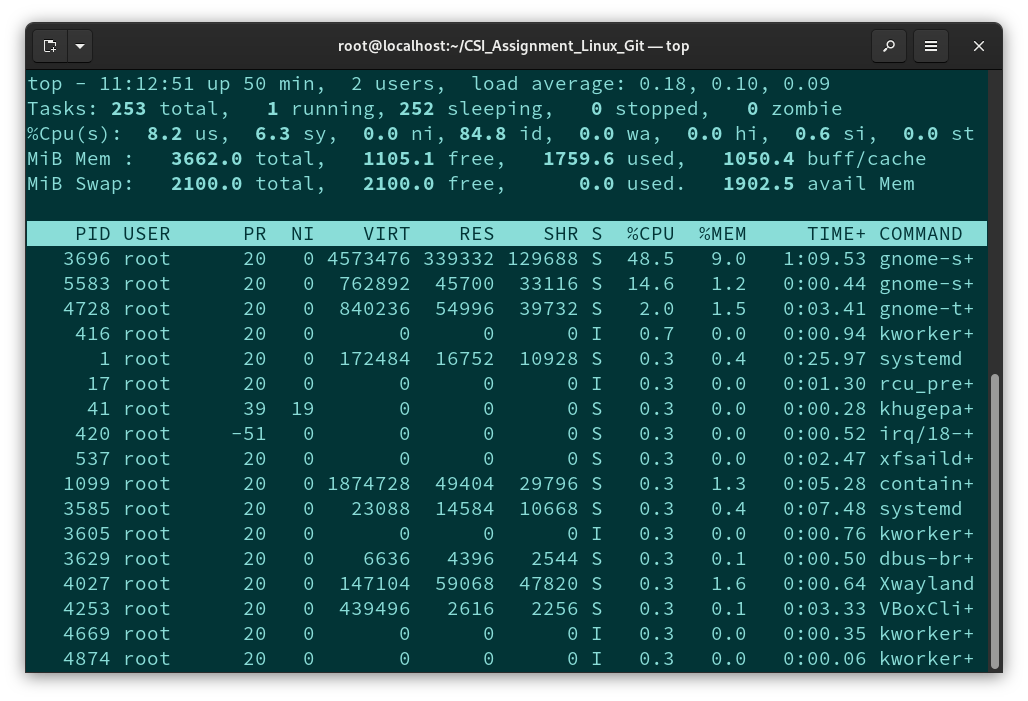 root@localhost:~/CSI_Assignment_Linux_Git — top
top - 11:12:51 up 50 min,  2 users,  load average: 0.18, 0.10, 0.09
Tasks: 253 total,   1 running, 252 sleeping,   0 stopped,   0 zombie
%Cpu(s):  8.2 us,  6.3 sy,  0.0 ni, 84.8 id,  0.0 wa,  0.0 hi,  0.6 si,  0.0 st
MiB Mem :   3662.0 total,   1105.1 free,   1759.6 used,   1050.4 buff/cache
MiB Swap:   2100.0 total,   2100.0 free,      0.0 used.   1902.5 avail Mem
    PID USER      PR  NI    VIRT    RES    SHR S  %CPU  %MEM     TIME+ COMMAND
   3696 root      20   0 4573476 339332 129688 S  48.5   9.0   1:09.53 gnome-s+
   5583 root      20   0  762892  45700  33116 S  14.6   1.2   0:00.44 gnome-s+
   4728 root      20   0  840236  54996  39732 S   2.0   1.5   0:03.41 gnome-t+
    416 root      20   0       0      0      0 I   0.7   0.0   0:00.94 kworker+
      1 root      20   0  172484  16752  10928 S   0.3   0.4   0:25.97 systemd
     17 root      20   0       0      0      0 I   0.3   0.0   0:01.30 rcu_pre+
     41 root      39  19       0      0      0 S   0.3   0.0   0:00.28 khugepa+
    420 root     -51   0       0      0      0 S   0.3   0.0   0:00.52 irq/18-+
    537 root      20   0       0      0      0 S   0.3   0.0   0:02.47 xfsaild+
   1099 root      20   0 1874728  49404  29796 S   0.3   1.3   0:05.28 contain+
   3585 root      20   0   23088  14584  10668 S   0.3   0.4   0:07.48 systemd
   3605 root      20   0       0      0      0 I   0.3   0.0   0:00.76 kworker+
   3629 root      20   0    6636   4396   2544 S   0.3   0.1   0:00.50 dbus-br+
   4027 root      20   0  147104  59068  47820 S   0.3   1.6   0:00.64 Xwayland
   4253 root      20   0  439496   2616   2256 S   0.3   0.1   0:03.33 VBoxCli+
   4669 root      20   0       0      0      0 I   0.3   0.0   0:00.35 kworker+
   4874 root      20   0       0      0      0 I   0.3   0.0   0:00.06 kworker+